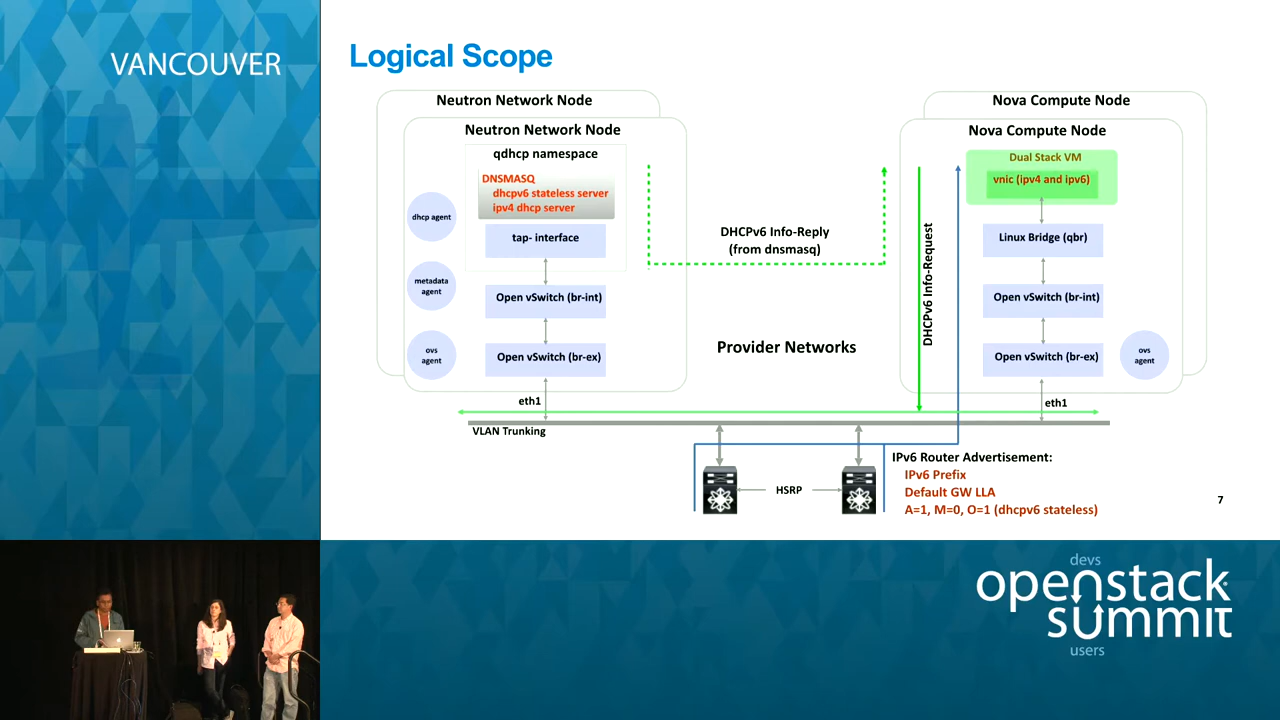 VANCOUVER
Logical Scope
Neutron Network Node
Neutron Network Node
qdhcp namespace
DNSMASQ
dhcpv6 stateless server
ipv4 dhcp server
tap- interface
Open vSwitch (br-int)
Open vSwitch (br-ex)
dhcp agent
metadata
agent
ovs
agent
eth1
VLAN Trunking
DHCPv6 Info-Reply
(from dnsmasq)
Provider Networks
DHCPv6 Info-Request
Nova Compute Node
Nova Compute Node
Dual Stack VM
vnic (ipv4 and ipv6)
Linux Bridge (qbr)
Open vSwitch (br-int)
Open vSwitch (br-ex)
ovs
agent
eth1
HSRP
IPv6 Router Advertisement:
IPv6 Prefix
Default GW LLA
A=1, M=0, O=1 (dhcpv6 stateless)
7
devs
openstack
summit
users